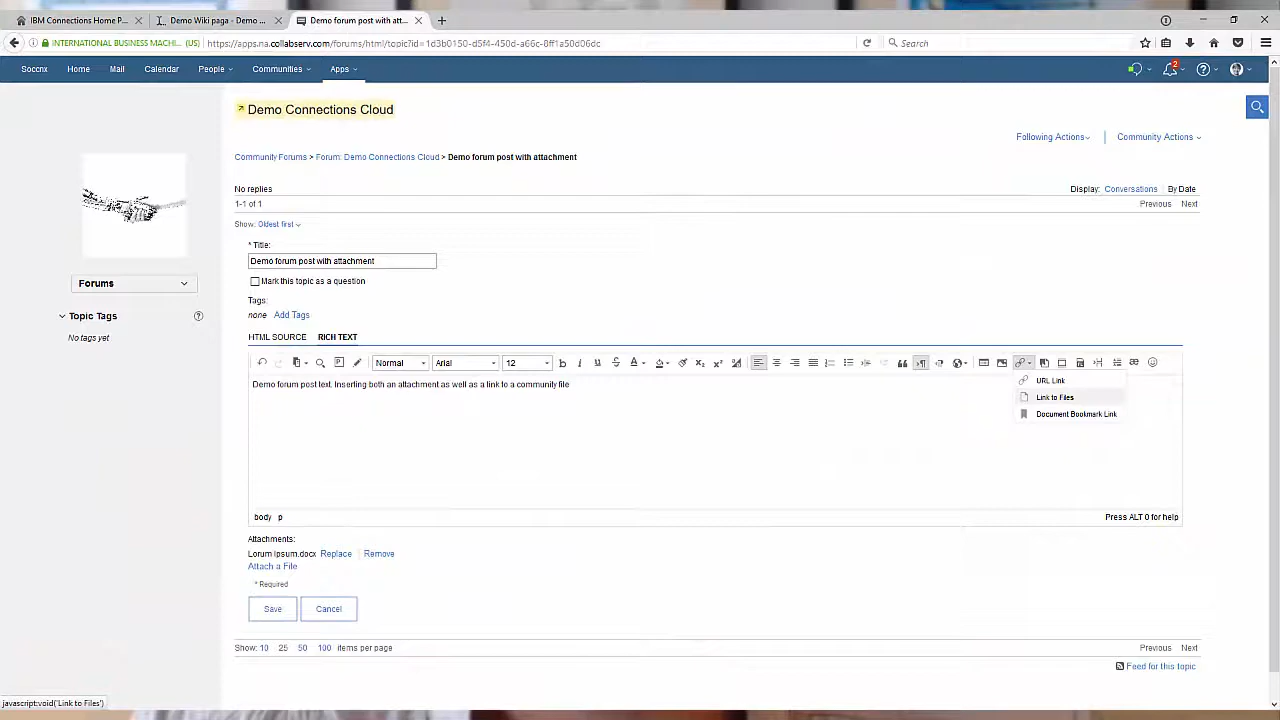 IBM Connections Home P...
Demo Wiki paga - Demo ...
Demo forum post with att...
INTERNATIONAL BUSINESS MACHI... (US)
https://apps.na.collabserv.com/forums/html/topic?id=1d3b0150-d5f4-450d-a66c-8ff1250d06dc
Search
Soccnx
Home
Mail
Calendar
People
Communities
Apps
2
Demo Connections Cloud
Following Actions
Community Actions
Community Forums > Forum: Demo Connections Cloud > Demo forum post with attachment
No replies
Display: Conversations By Date
1-1 of 1
Previous Next
Show: Oldest first
* Title:
Demo forum post with attachment
Forums
Mark this topic as a question
Tags:
none Add Tags
Topic Tags
No tags yet
HTML SOURCE RICH TEXT
Normal Arial 12
Demo forum post text. Inserting both an attachment as well as a link to a community file
URL Link
Link to Files
Document Bookmark Link
body p
Press ALT 0 for help
Attachments:
Lorum Ipsum.docx Replace Remove
Attach a File
* Required
Save Cancel
Show: 10 25 50 100 items per page
Previous Next
Feed for this topic
javascript:void('Link to Files')